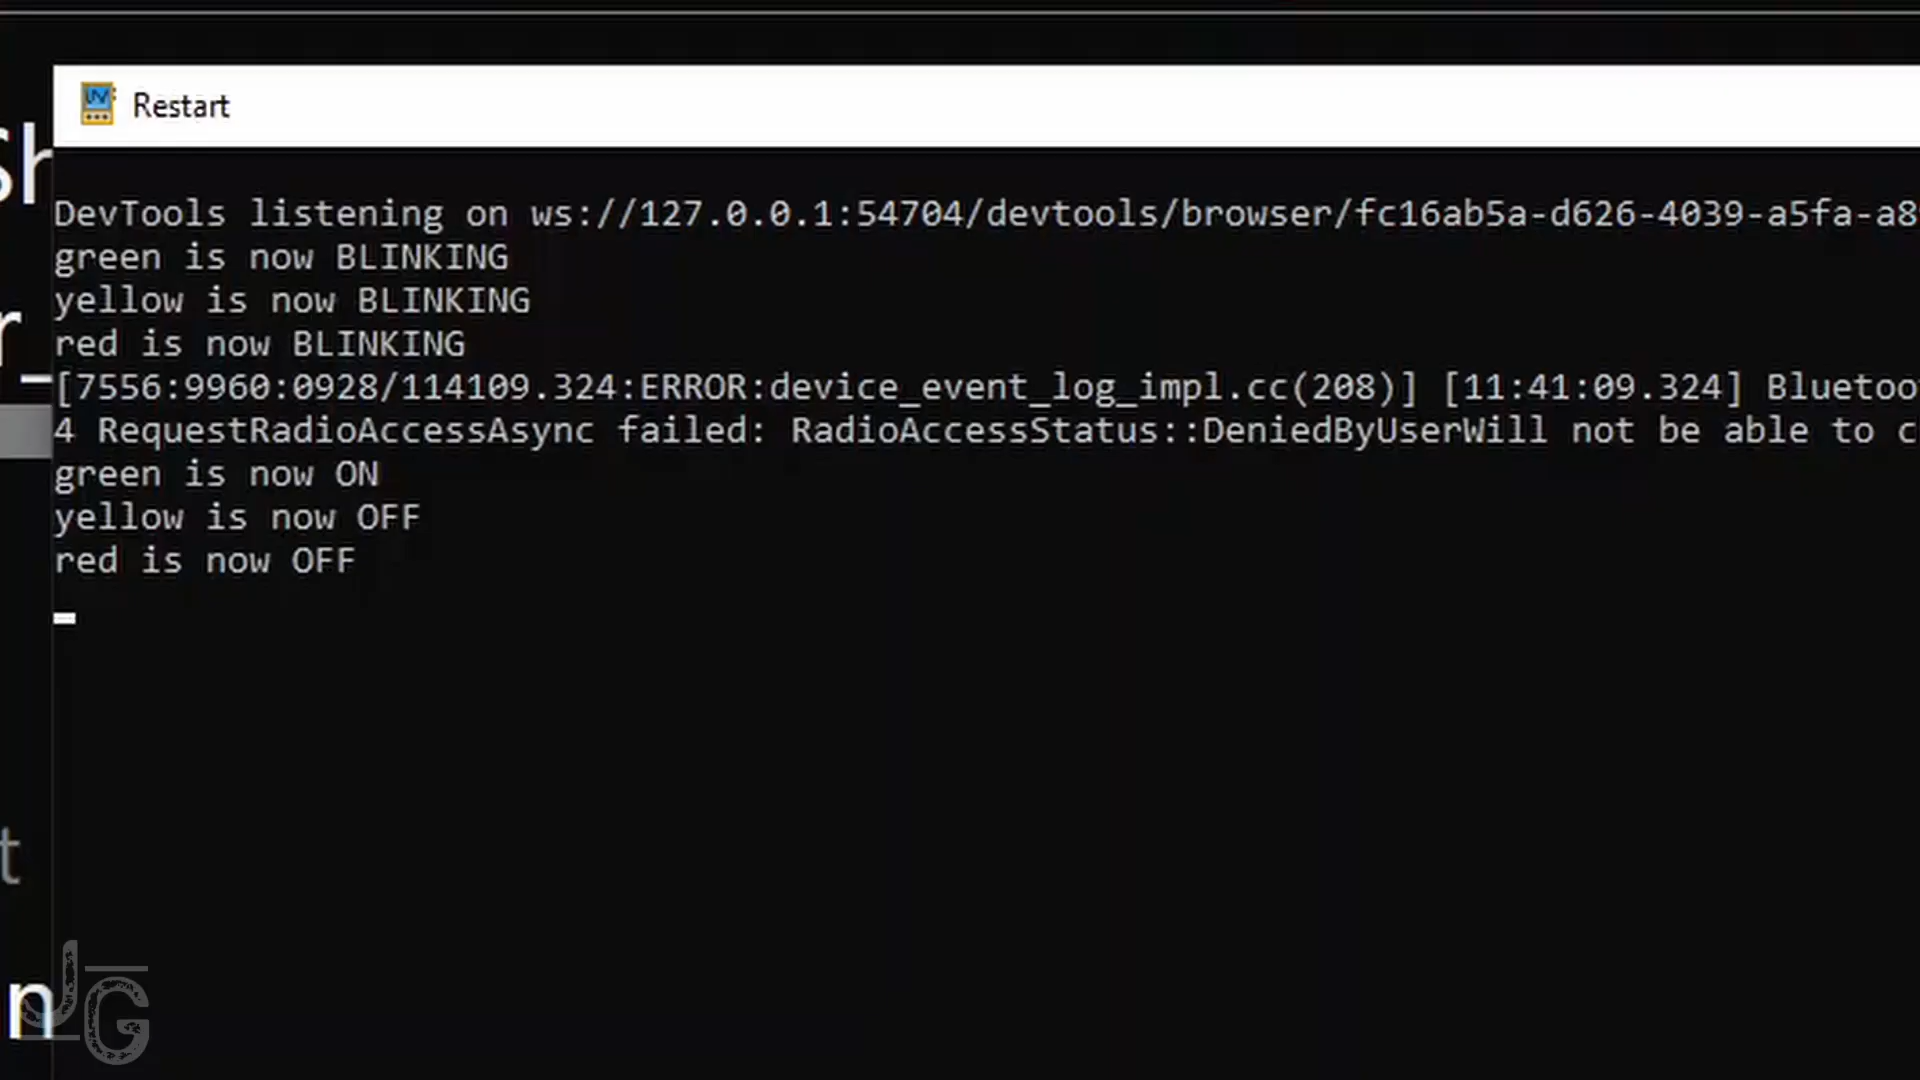 Restart
DevTools listening on ws://127.0.0.1:54704/devtools/browser/fc16ab5a-d626-4039-a5fa-a8
green is now BLINKING
yellow is now BLINKING
red is now BLINKING
[7556:9960:0928/114109.324:ERROR:device_event_log_impl.cc(208)] [11:41:09.324] Bluetoo
4 RequestRadioAccessAsync failed: RadioAccessStatus::DeniedByUserWill not be able to c
green is now ON
yellow is now OFF
red is now OFF
JG